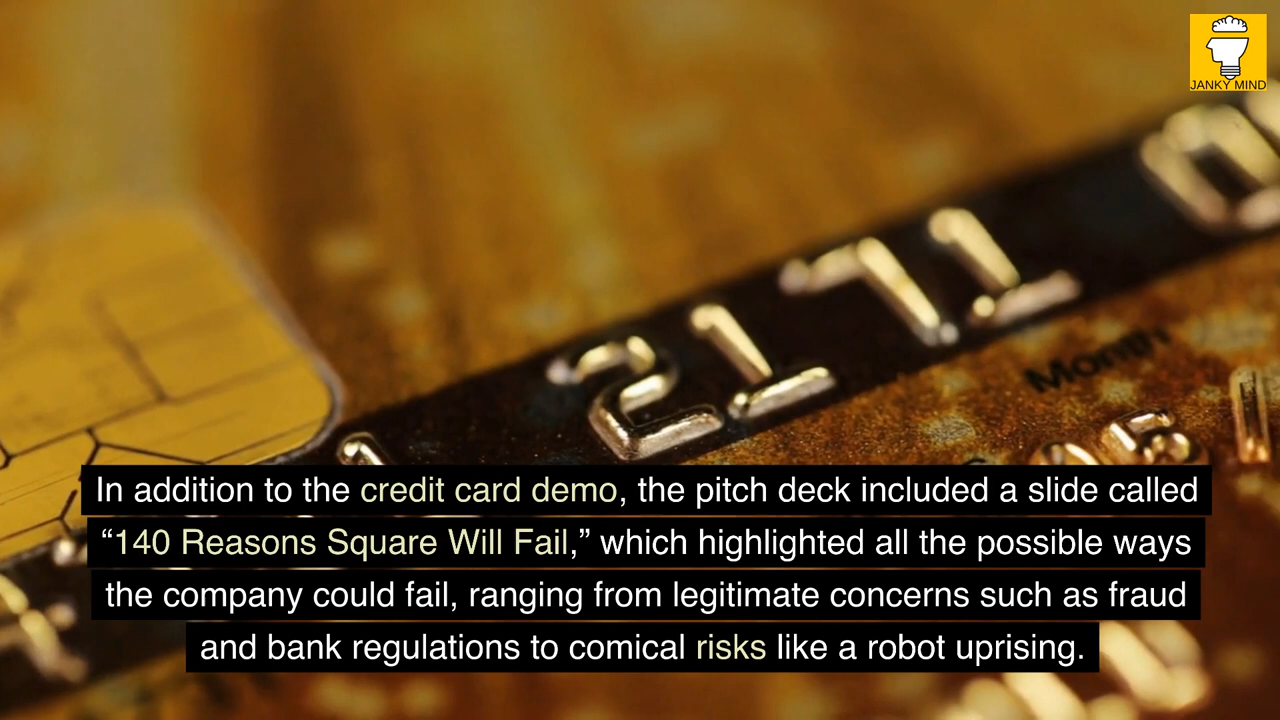 JANKY MIND
2171
Month
In addition to the credit card demo, the pitch deck included a slide called
“140 Reasons Square Will Fail,” which highlighted all the possible ways
the company could fail, ranging from legitimate concerns such as fraud
and bank regulations to comical risks like a robot uprising.